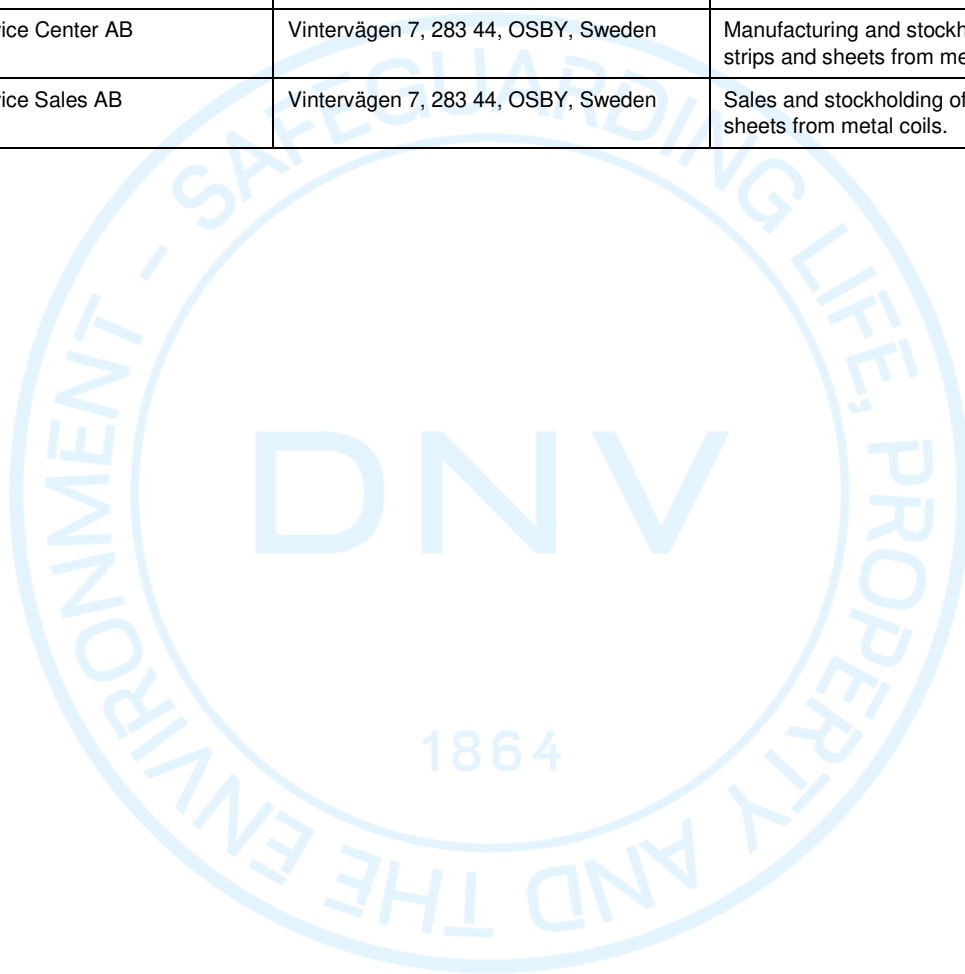 vice Center AB Vintervägen 7, 283 44, OSBY, Sweden Manufacturing and stockh
strips and sheets from me
vice Sales AB Vintervägen 7, 283 44, OSBY, Sweden Sales and stockholding of
sheets from metal coils.
SAFEGUARDING LIFE, PROPERTY AND THE ENVIRONMENT -
DNV
1864